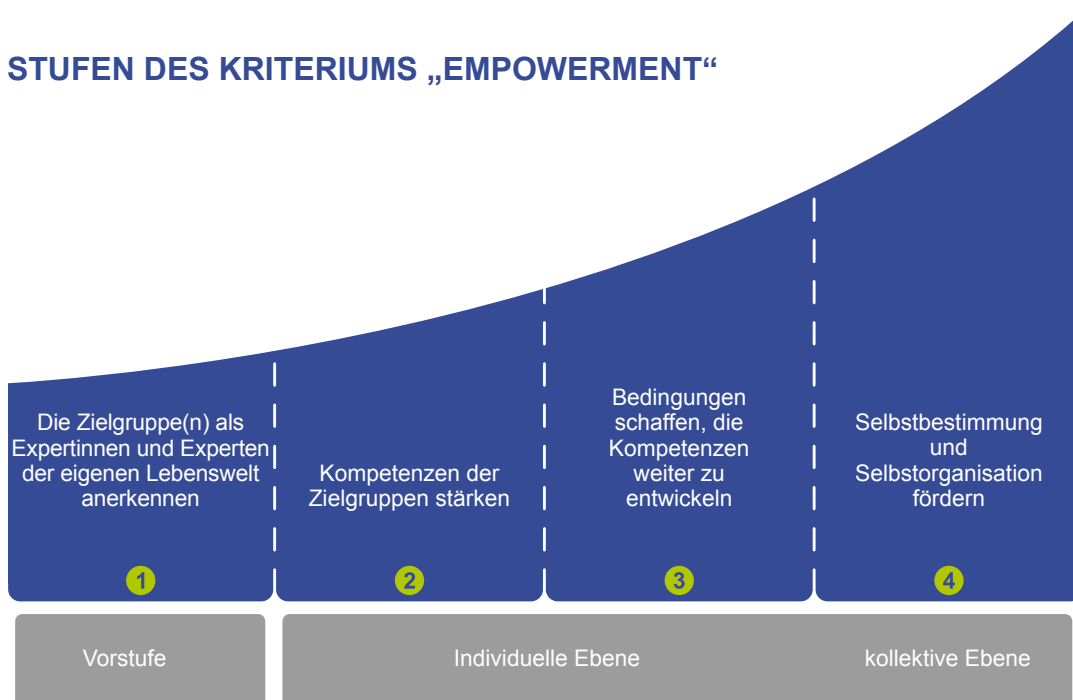 STUFEN DES KRITERIUMS „EMPOWERMENT“
Die Zielgruppe(n) als
Expertinnen und Experten
der eigenen Lebenswelt
anerkennen
1
Kompetenzen der
Zielgruppen stärken
2
Bedingungen
schaffen, die
Kompetenzen
weiter zu
entwickeln
3
Selbstbestimmung
und
Selbstorganisation
fördern
4
Vorstufe
Individuelle Ebene
kollektive Ebene